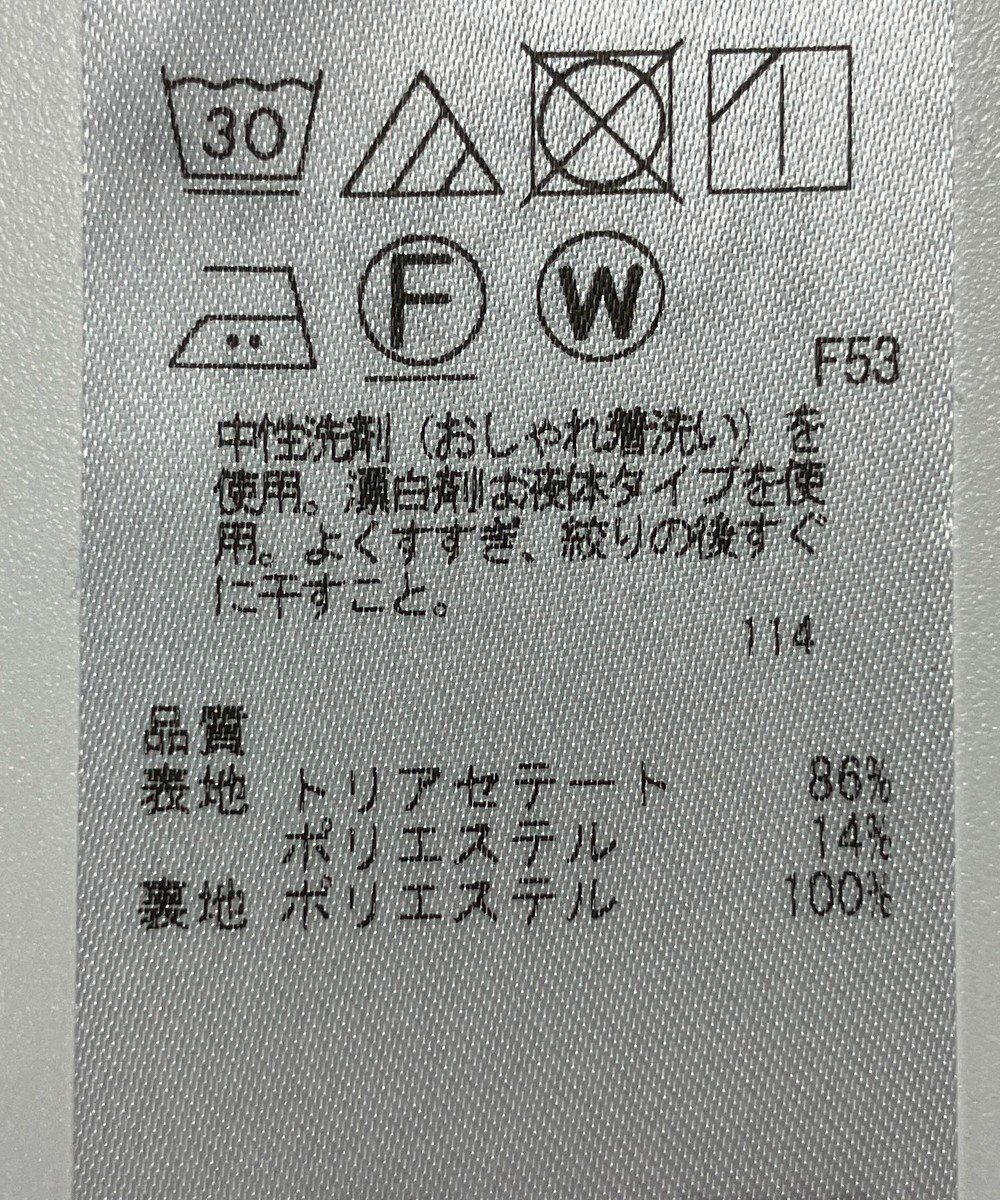 30
F W
F53
中性洗剤（おしゃれ着洗い）を
使用。漂白剤は液体タイプを使
用。よくすすぎ、絞りの後すぐ
に干すこと。
114
品質
表地 トリアセテート 86%
ポリエステル 14%
裏地 ポリエステル 100%